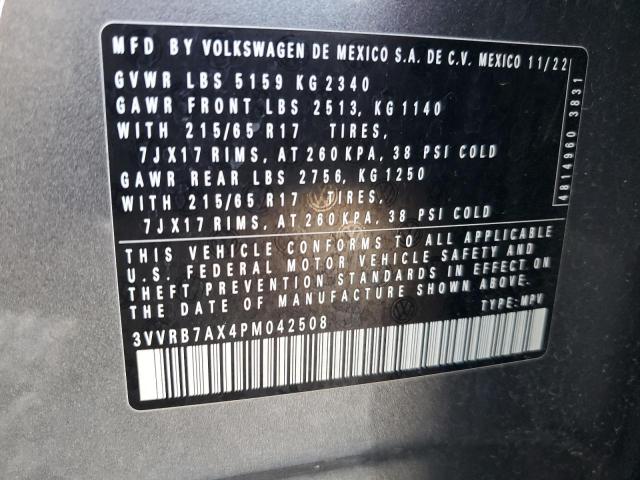 MFD BY VOLKSWAGEN DE MEXICO S.A. DE C.V. MEXICO 11/22
GVWR LBS 5159 KG 2340
GAWR FRONT LBS 2513, KG 1140
WITH 215/65 R17 TIRES,
7JX17 RIMS, AT 260 KPA, 38 PSI COLD
GAWR REAR LBS 2756, KG 1250
WITH 215/65 R17 TIRES,
7JX17 RIMS, AT 260 KPA, 38 PSI COLD
THIS VEHICLE CONFORMS TO ALL APPLICABLE
U.S. FEDERAL MOTOR VEHICLE SAFETY AND
THEFT PREVENTION STANDARDS IN EFFECT ON
THE DATE OF MANUFACTURE SHOWN ABOVE.
3VVRB7AX4PM042508
TYPE: MPV
4814960 3831